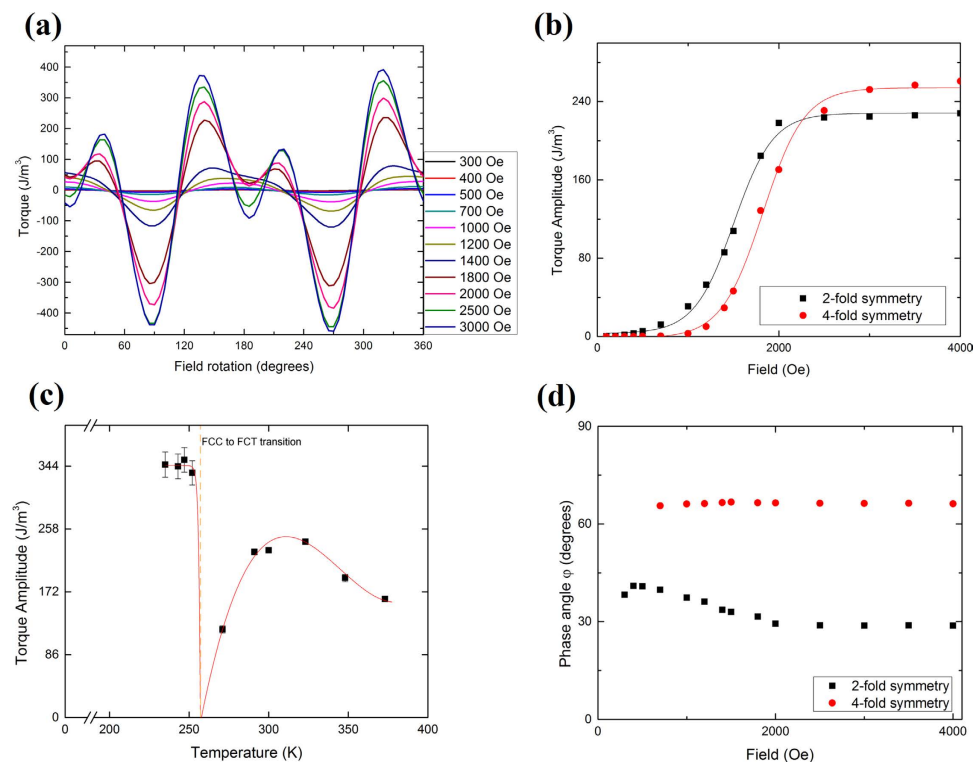 (a)
Torque (J/m³)
400
300
200
100
0
-100
-200
-300
-400
0 60 120 180 240 300 360
Field rotation (degrees)
300 Oe
400 Oe
500 Oe
700 Oe
1000 Oe
1200 Oe
1400 Oe
1800 Oe
2000 Oe
2500 Oe
3000 Oe
(b)
Torque Amplitude (J/m³)
240
160
80
0
0 2000 4000
Field (Oe)
2-fold symmetry
4-fold symmetry
(c)
Torque Amplitude (J/m³)
344
258
172
86
0
FCC to FCT transition
0 200 250 300 350 400
Temperature (K)
(d)
Phase angle φ (degrees)
90
60
30
0
0 2000 4000
Field (Oe)
2-fold symmetry
4-fold symmetry